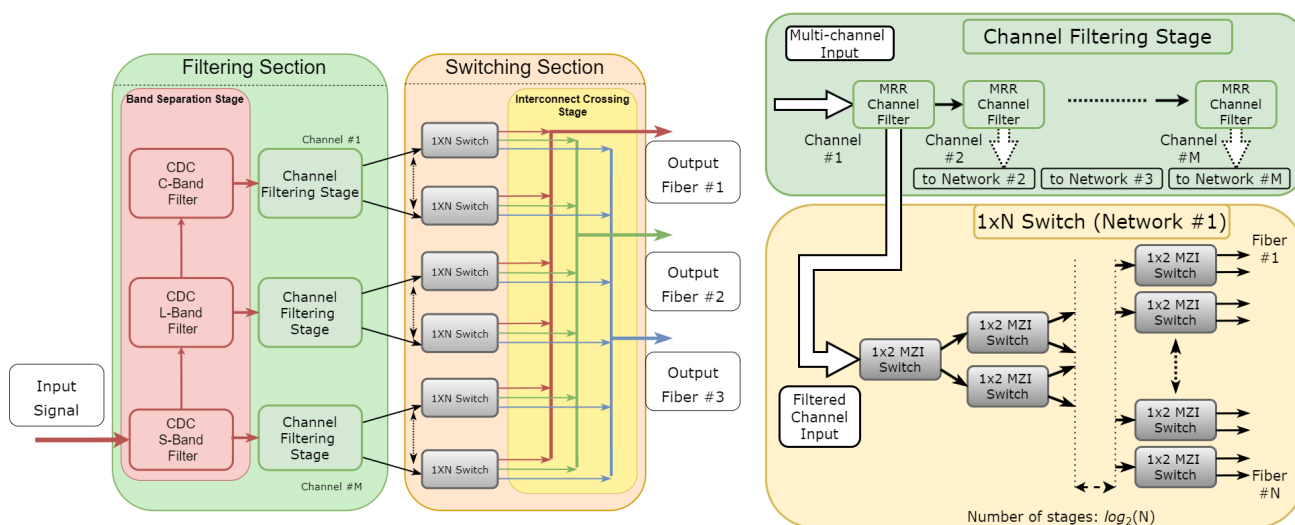 Filtering Section
Band Separation Stage
CDC
C-Band
Filter
CDC
L-Band
Filter
CDC
S-Band
Filter
Input
Signal
Channel #1
Channel
Filtering Stage
Channel
Filtering
Stage
Channel
Filtering
Stage
Channel #M
Switching Section
Interconnect Crossing
Stage
1XN Switch
1XN Switch
1XN Switch
1XN Switch
1XN Switch
1XN Switch
Output
Fiber #1
Output
Fiber #2
Output
Fiber #3
Multi-channel
Input
Channel Filtering Stage
MRR
Channel
Filter
MRR
Channel
Filter
MRR
Channel
Filter
Channel
#1
Channel
#2
Channel
#M
to Network #2
to Network #3
to Network #M
1xN Switch (Network #1)
Filtered
Channel
Input
1x2 MZI
Switch
1x2 MZI
Switch
1x2 MZI
Switch
1x2 MZI
Switch
1x2 MZI
Switch
1x2 MZI
Switch
1x2 MZI
Switch
Fiber
#1
Fiber
#N
Number of stages: log₂(N)